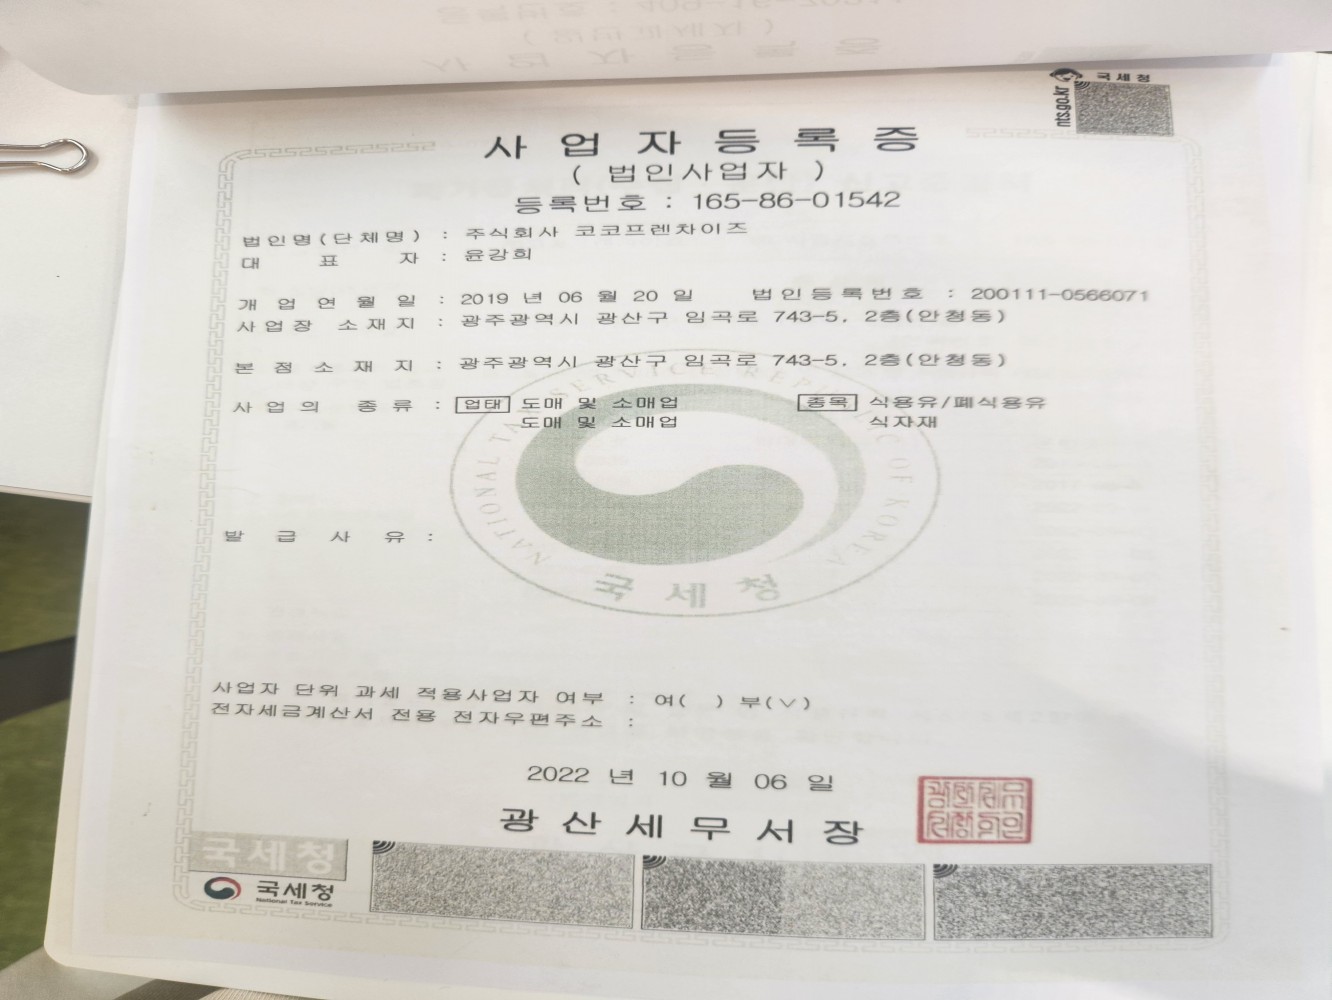 국세청
nts.go.kr
사업자등록증
( 법인사업자 )
등록번호 : 165-86-01542
법인명(단체명) : 주식회사 코코프렌차이즈
대 표 자 : 윤강희
개 업 연 월 일 : 2019 년 06 월 20 일 법인등록번호 : 200111-0566071
사업장 소재지 : 광주광역시 광산구 임곡로 743-5, 2층(안청동)
본 점 소 재 지 : 광주광역시 광산구 임곡로 743-5, 2층(안청동)
사 업 의 종 류 : 업태 도매 및 소매업 종목 식용유/폐식용유
도매 및 소매업 식자재
NATIONAL TAX SERVICE REPUBLIC OF KOREA
국세청
발 급 사 유 :
사업자 단위 과세 적용사업자 여부 : 여( ) 부(∨)
전자세금계산서 전용 전자우편주소 :
2022 년 10 월 06 일
광산세무서장
국세청
국세청
National Tax Service